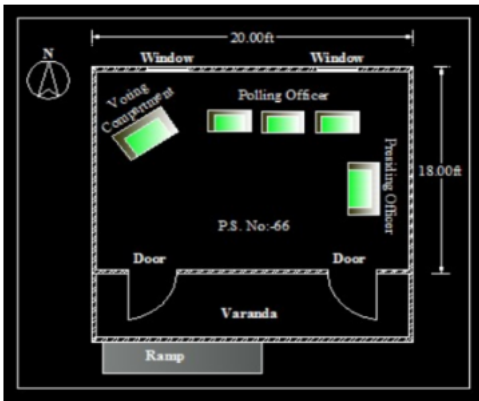 20.00ft
N
Window
Window
Voting
Compartment
Polling Officer
Presiding Officer
18.00ft
P.S. No:-66
Door
Door
Varanda
Ramp